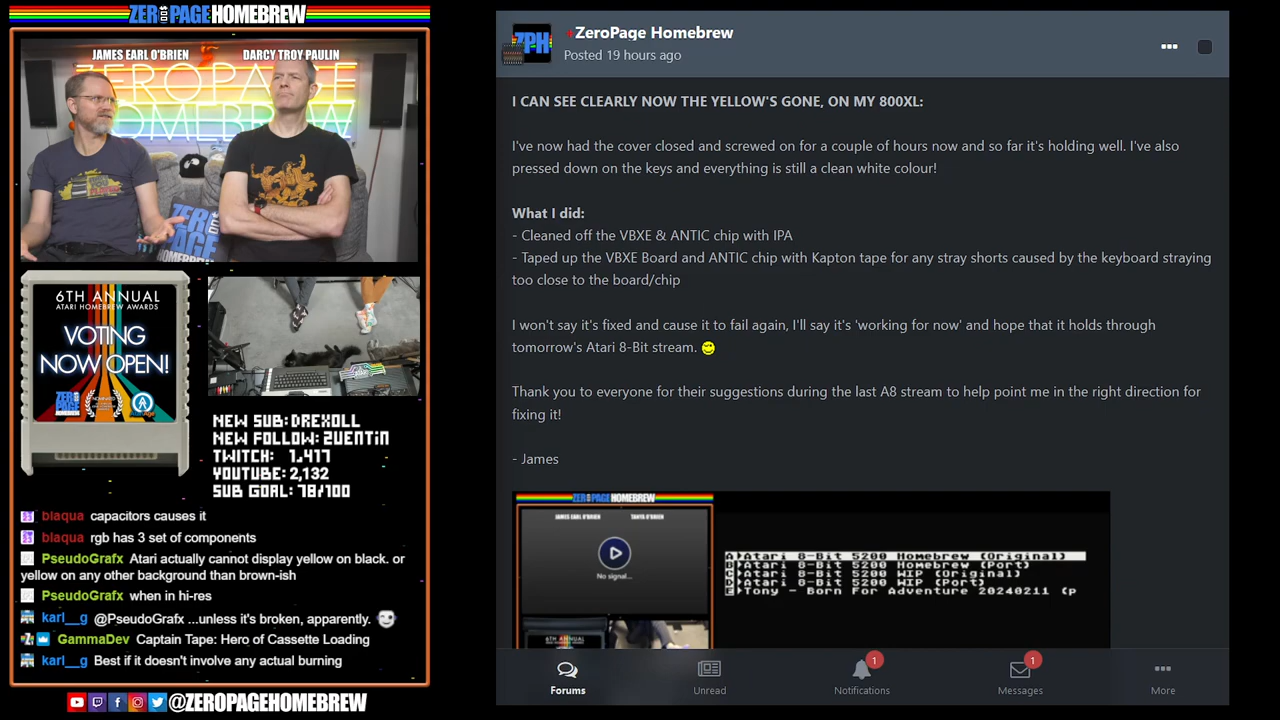 ZEROPAGE HOMEBREW
JAMES EARL O'BRIEN
DARCY TROY PAULIN
ZEROPAGE
HOMEBREW
6TH ANNUAL
ATARI HOMEBREW AWARDS
VOTING
NOW OPEN!
NEW SUB: DREXOLL
NEW FOLLOW: ZUENTIN
TWITCH: 1,417
YOUTUBE: 2,132
SUB GOAL: 78/100
blaqua capacitors causes it
blaqua rgb has 3 set of components
PseudoGrafx Atari actually cannot display yellow on black. or
yellow on any other background than brown-ish
PseudoGrafx when in hi-res
karl__g @PseudoGrafx ...unless it's broken, apparently.
GammaDev Captain Tape: Hero of Cassette Loading
karl__g Best if it doesn't involve any actual burning
@ZEROPAGEHOMEBREW
ZPH
+ZeroPage Homebrew
Posted 19 hours ago
I CAN SEE CLEARLY NOW THE YELLOW'S GONE, ON MY 800XL:
I've now had the cover closed and screwed on for a couple of hours now and so far it's holding well. I've also
pressed down on the keys and everything is still a clean white colour!
What I did:
- Cleaned off the VBXE & ANTIC chip with IPA
- Taped up the VBXE Board and ANTIC chip with Kapton tape for any stray shorts caused by the keyboard straying
too close to the board/chip
I won't say it's fixed and cause it to fail again, I'll say it's 'working for now' and hope that it holds through
tomorrow's Atari 8-Bit stream.
Thank you to everyone for their suggestions during the last A8 stream to help point me in the right direction for
fixing it!
- James
ZEROPAGE HOMEBREW
JAMES EARL O'BRIEN
TANYA O'BRIEN
No signal...
6TH ANNUAL
A Atari 8-Bit 5200 Homebrew (Original)
B Atari 8-Bit 5200 Homebrew (Port)
C Atari 8-Bit 5200 WIP (Original)
D Atari 8-Bit 5200 WIP (Port)
E Tony - Born For Adventure 20240211 (p
Forums
Unread
1
Notifications
1
Messages
More